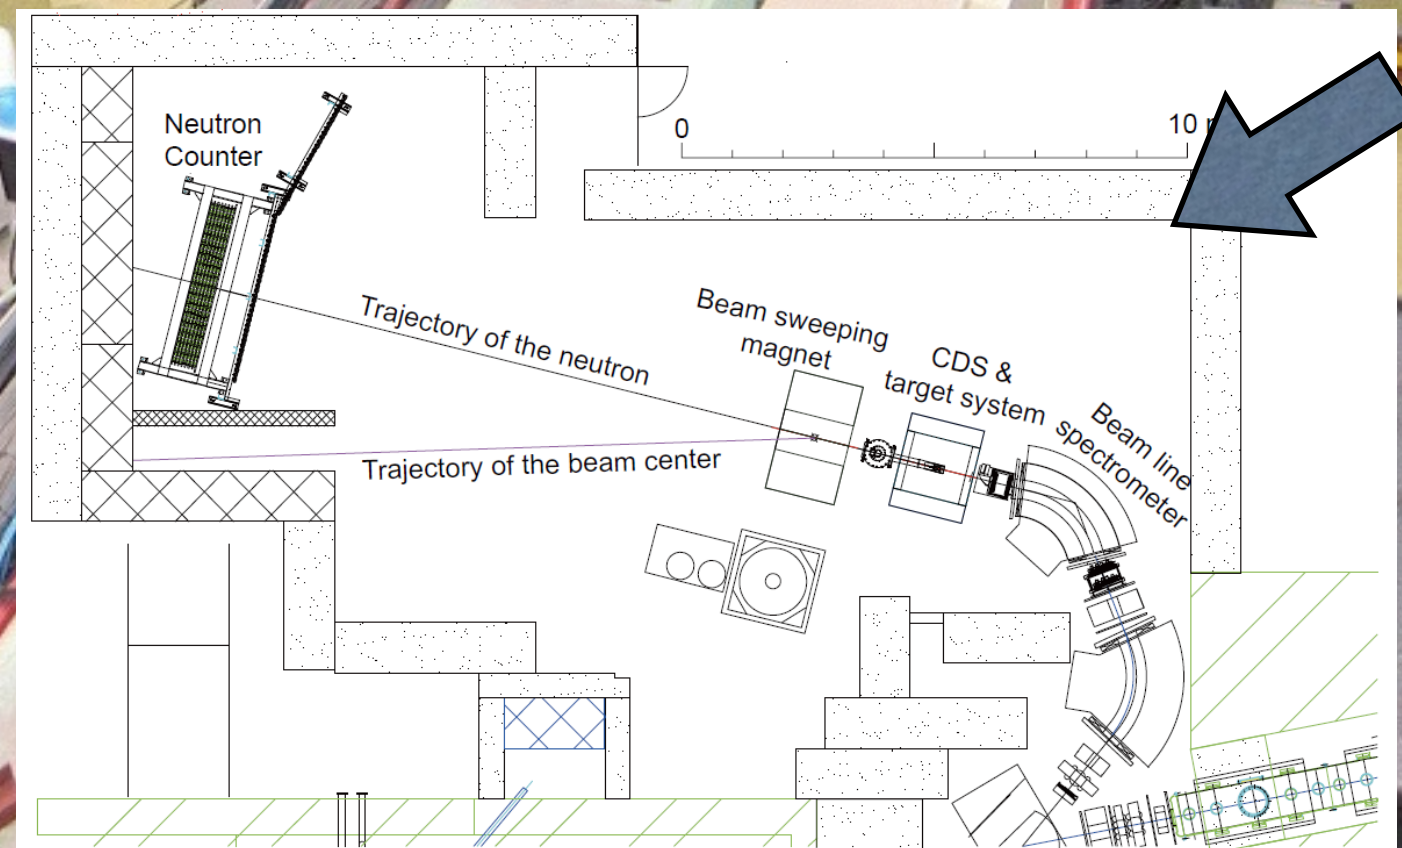 Neutron
Counter
0
10
Trajectory of the neutron
Beam sweeping
magnet
CDS &
target system
Beam line
spectrometer
Trajectory of the beam center